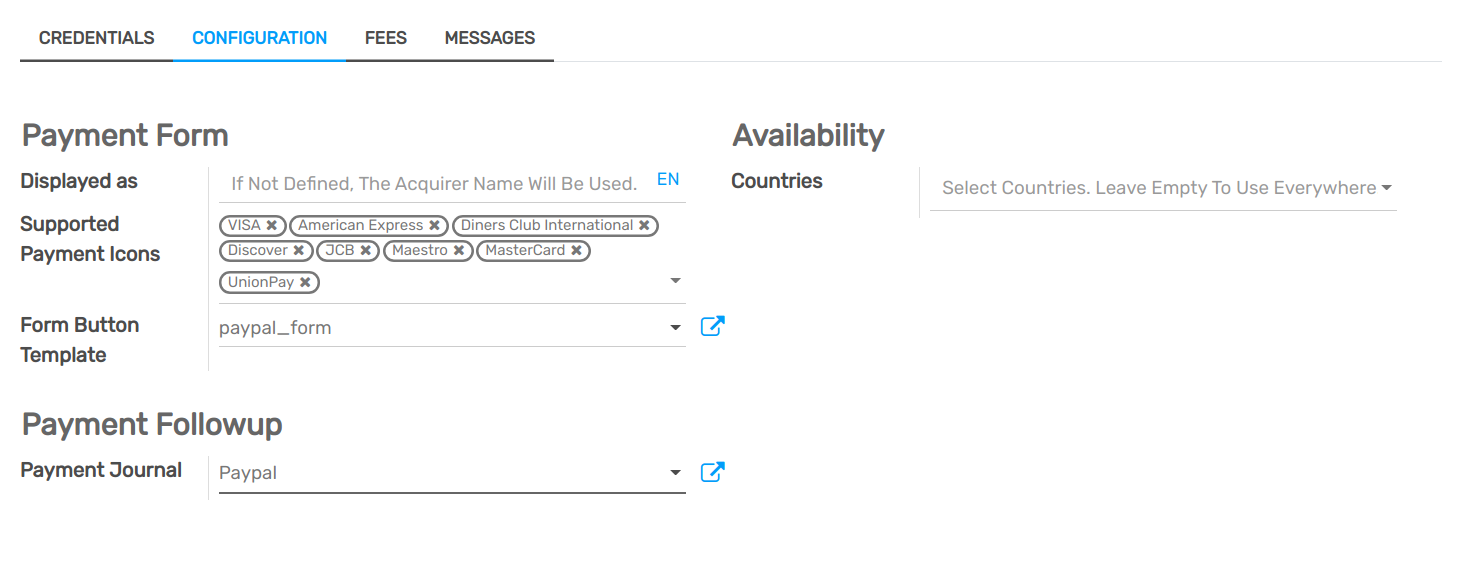 CREDENTIALS CONFIGURATION FEES MESSAGES
Payment Form
Displayed as If Not Defined, The Acquirer Name Will Be Used. EN
Supported VISA American Express Diners Club International
Payment Icons Discover JCB Maestro MasterCard
UnionPay
Form Button paypal_form
Template
Payment Followup
Payment Journal Paypal
Availability
Countries Select Countries. Leave Empty To Use Everywhere